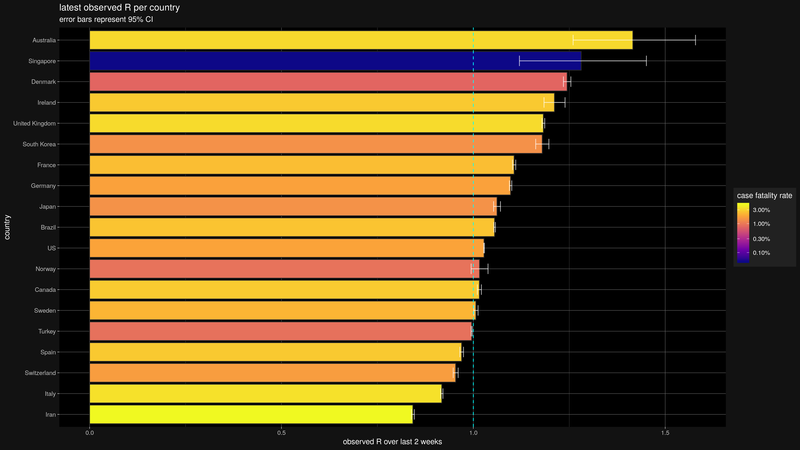 latest observed R per country
error bars represent 95% CI
country
Australia
Singapore
Denmark
Ireland
United Kingdom
South Korea
France
Germany
Japan
Brazil
US
Norway
Canada
Sweden
Turkey
Spain
Switzerland
Italy
Iran
0.0
0.5
1.0
1.5
observed R over last 2 weeks
case fatality rate
3.00%
1.00%
0.30%
0.10%